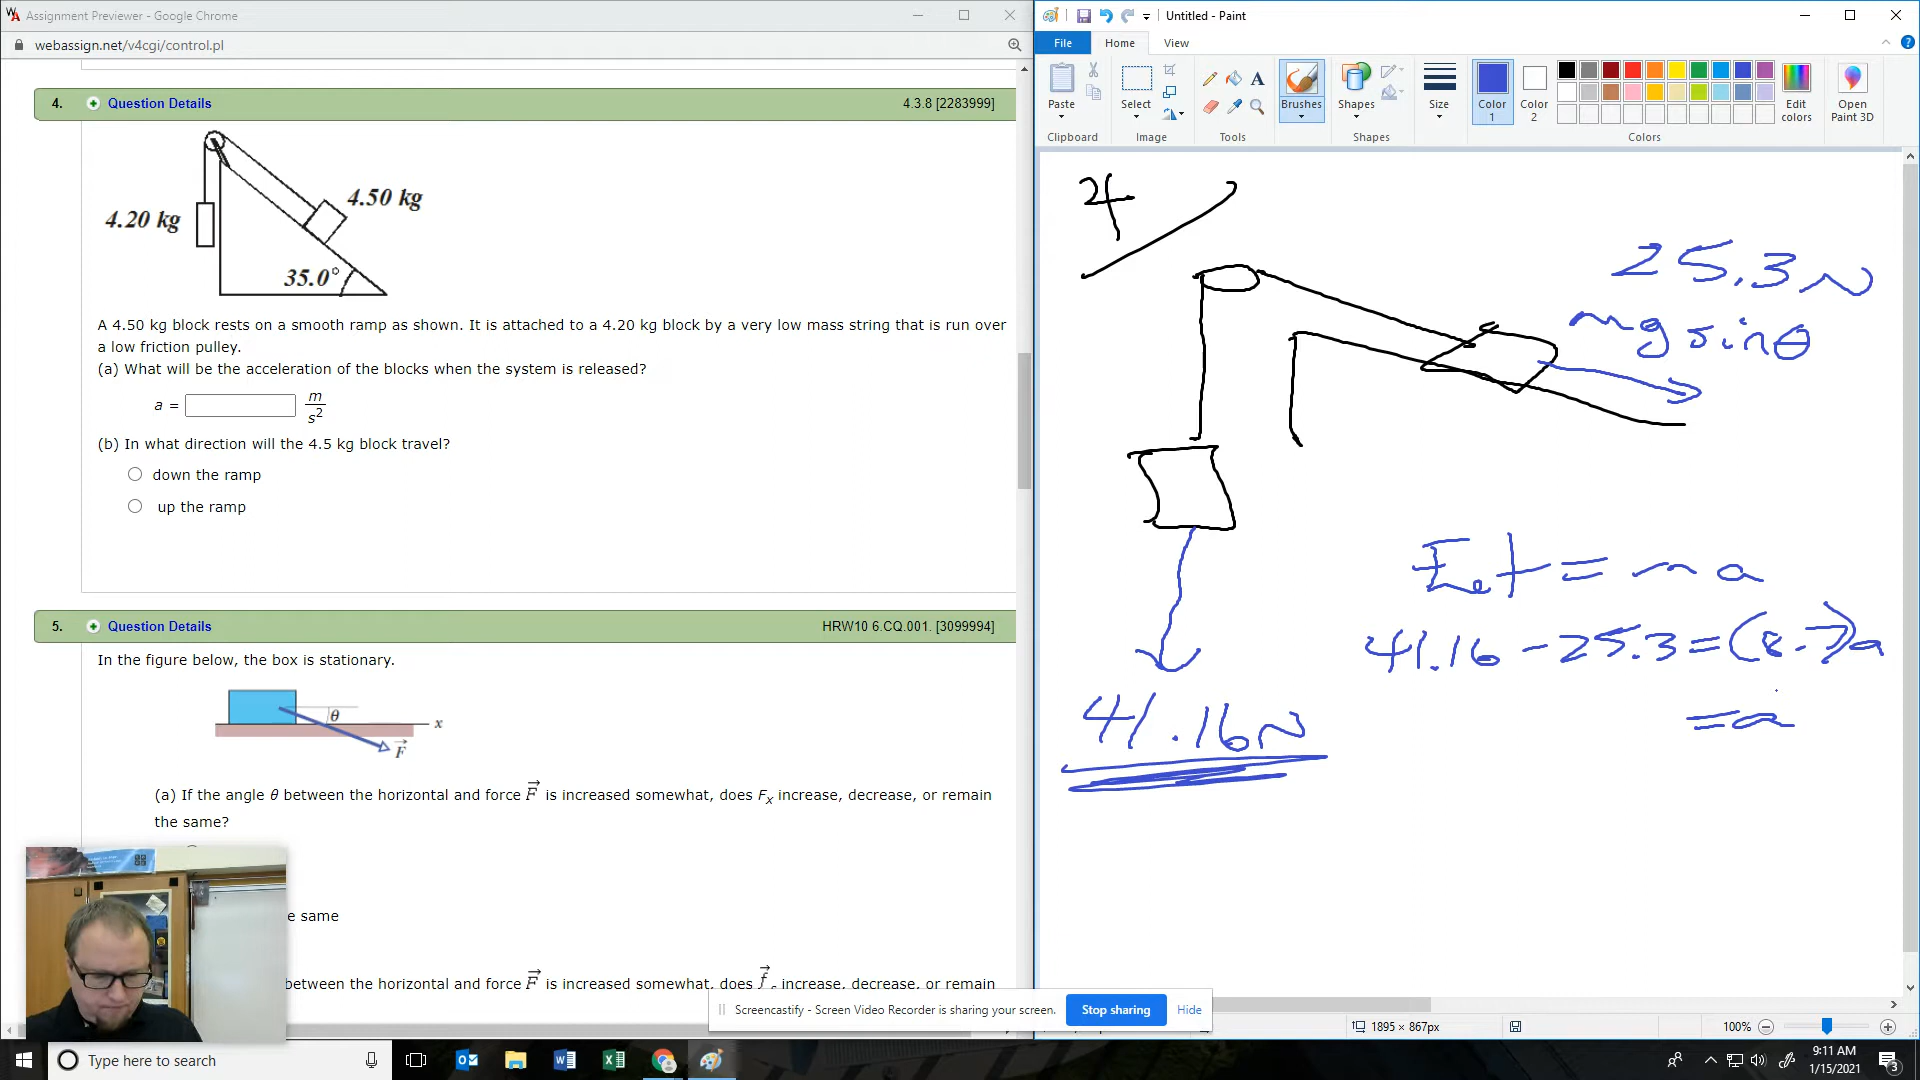 Assignment Previewer - Google Chrome
webassign.net/v4cgi/control.pl
4. Question Details 4.3.8 [2283999]
4.50 kg
4.20 kg
35.0°
A 4.50 kg block rests on a smooth ramp as shown. It is attached to a 4.20 kg block by a very low mass string that is run over
a low friction pulley.
(a) What will be the acceleration of the blocks when the system is released?
a = m/s²
(b) In what direction will the 4.5 kg block travel?
down the ramp
up the ramp
5. Question Details HRW10 6.CQ.001. [3099994]
In the figure below, the box is stationary.
θ
x
F
(a) If the angle θ between the horizontal and force F is increased somewhat, does Fx increase, decrease, or remain
the same?
e same
between the horizontal and force F is increased somewhat, does f increase, decrease, or remain
Untitled - Paint
File Home View
Paste
Select
Brushes
Shapes
Size
Color 1
Color 2
Edit colors
Open Paint 3D
Clipboard Image Tools Shapes Colors
4
25.3 N
mg sinθ
Fnet = ma
41.16 - 25.3 = (8.7)a
= a
41.16 N
Screencastify - Screen Video Recorder is sharing your screen. Stop sharing Hide
1895 × 867px
100%
Type here to search
9:11 AM
1/15/2021
3